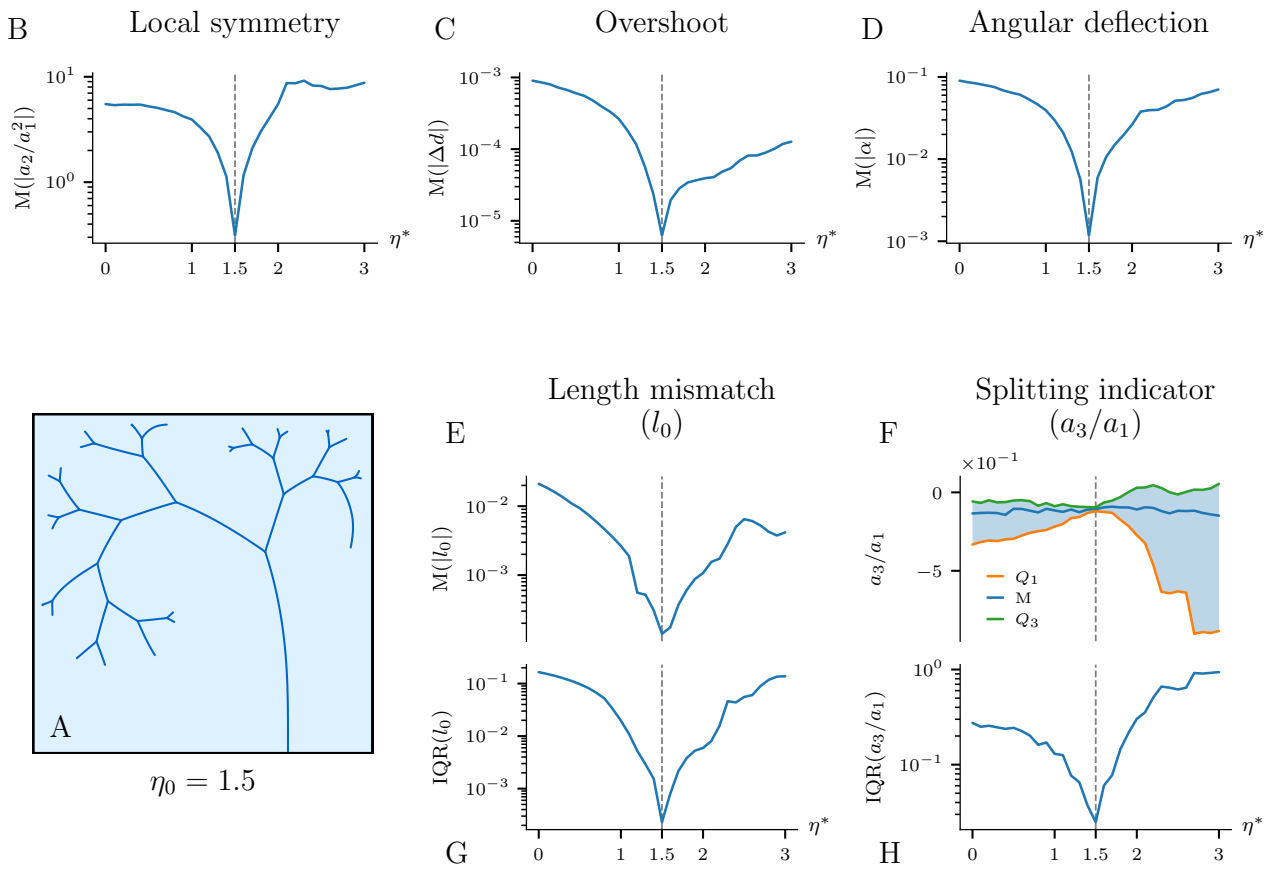 B Local symmetry
C Overshoot
D Angular deflection
M(|a₂/a₁²|)
10¹
10⁰
0 1 1.5 2 3
η*
M(|Δd|)
10⁻³
10⁻⁴
10⁻⁵
0 1 1.5 2 3
η*
M(|α|)
10⁻¹
10⁻²
10⁻³
0 1 1.5 2 3
η*
A
η₀ = 1.5
E Length mismatch
(l₀)
M(|l₀|)
10⁻²
10⁻³
F Splitting indicator
(a₃/a₁)
×10⁻¹
a₃/a₁
0
−5
Q₁
M
Q₃
G
IQR(l₀)
10⁻¹
10⁻²
10⁻³
0 1 1.5 2 3
η*
H
IQR(a₃/a₁)
10⁰
10⁻¹
0 1 1.5 2 3
η*